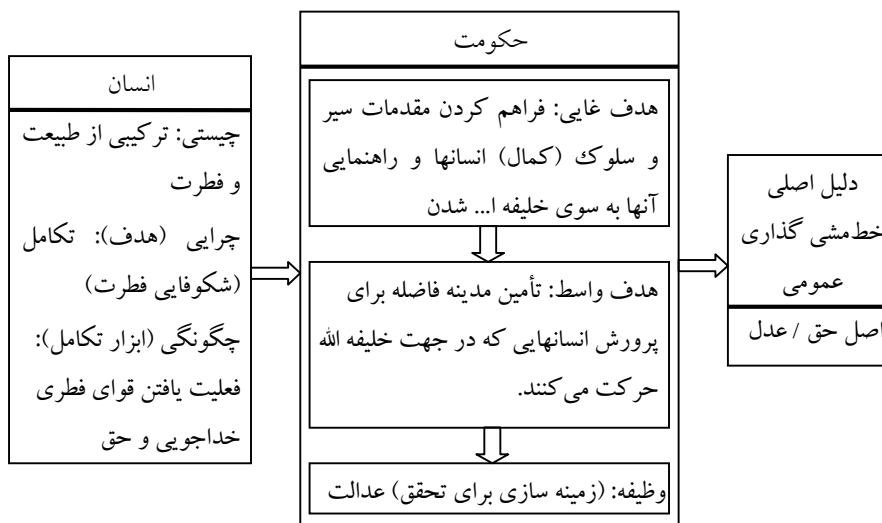 انسان
چیستی: ترکیبی از طبیعت
و فطرت
چرایی (هدف): تکامل
(شکوفایی فطرت)
چگونگی (ابزار تکامل):
فعلیت یافتن قوای فطری
خداجویی و حق
حکومت
هدف غایی: فراهم کردن مقدمات سیر
و سلوک (کمال) انسانها و راهنمایی
آنها به سوی خلیفه ا... شدن
هدف واسط: تأمین مدینه فاضله برای
پرورش انسانهایی که در جهت خلیفه الله
حرکت می‌کنند.
وظیفه: (زمینه سازی برای تحقق) عدالت
دلیل اصلی
خط‌مشی گذاری
عمومی
اصل حق / عدل